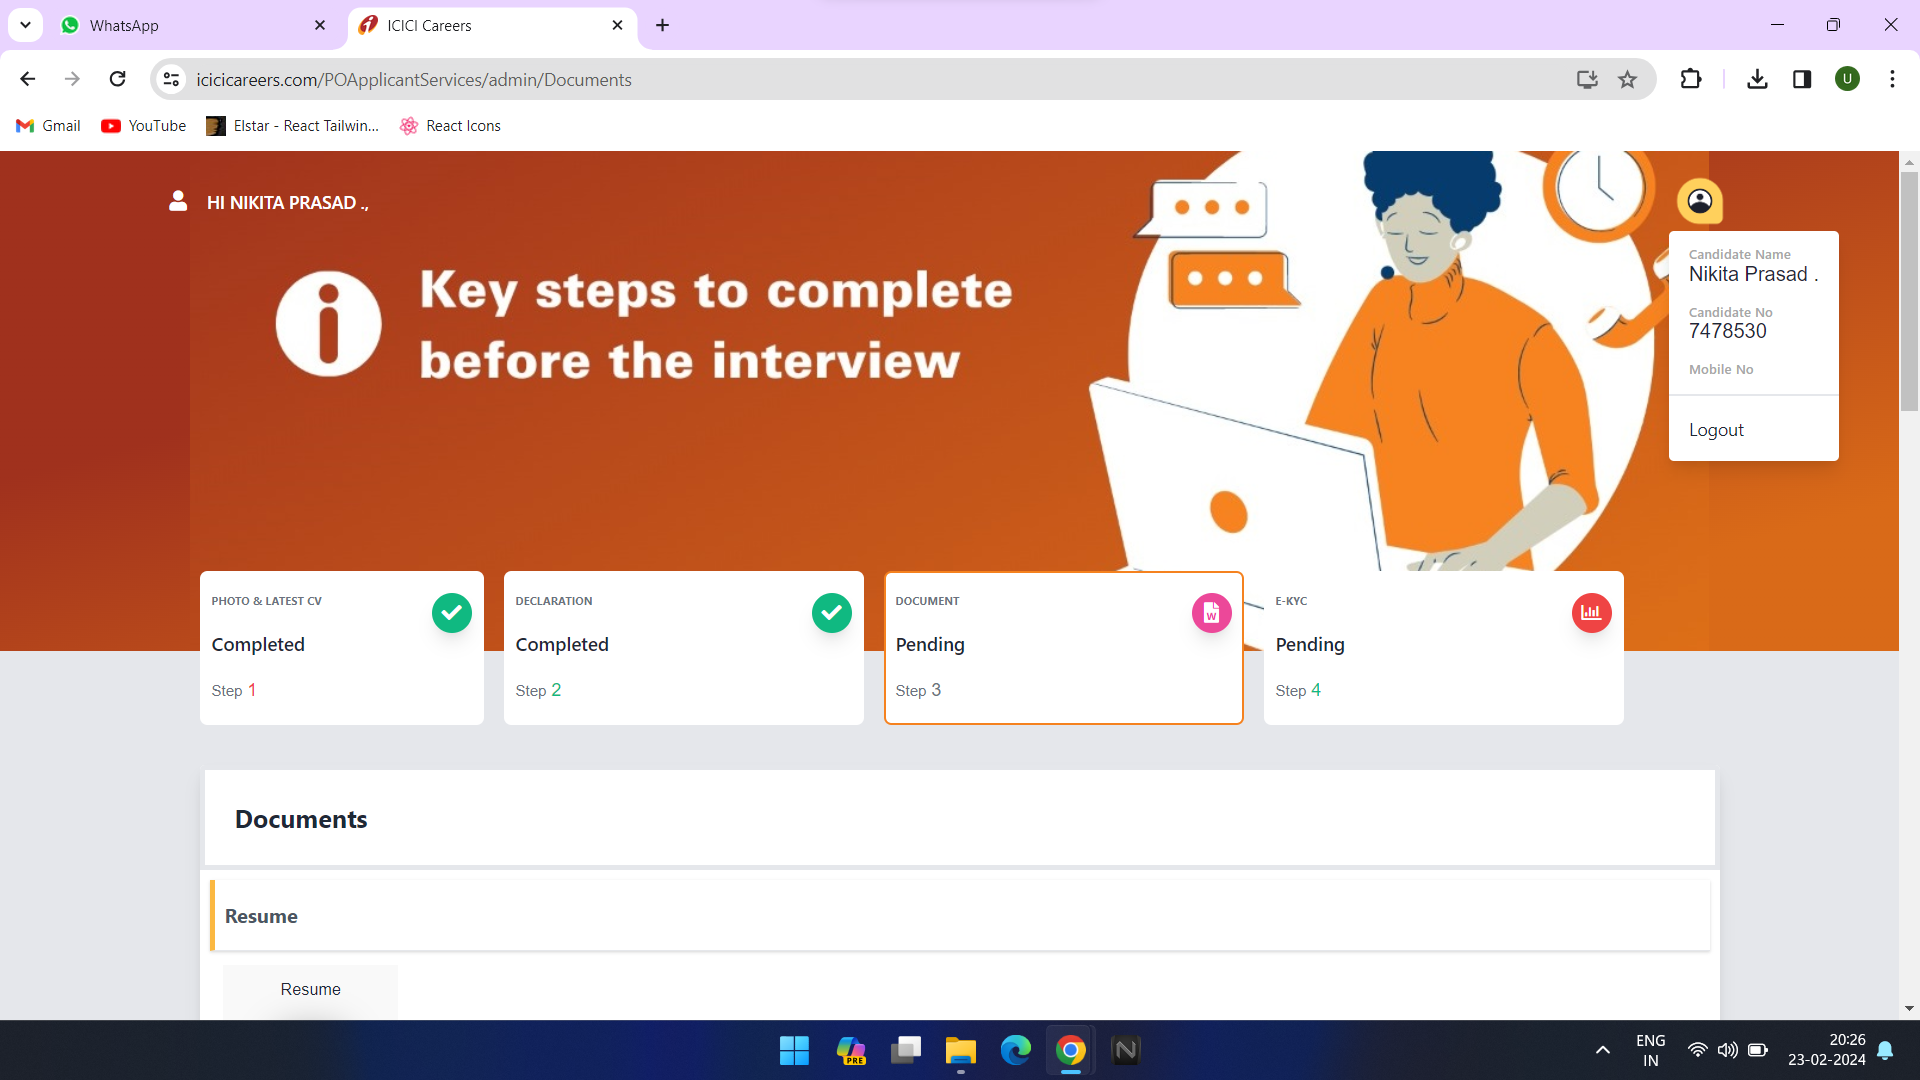 WhatsApp
ICICI Careers
icicicareers.com/POApplicantServices/admin/Documents
U
Gmail
YouTube
Elstar - React Tailwin...
React Icons
HI NIKITA PRASAD .,
i
Key steps to complete
before the interview
Candidate Name
Nikita Prasad .
Candidate No
7478530
Mobile No
Logout
PHOTO & LATEST CV
Completed
Step 1
DECLARATION
Completed
Step 2
DOCUMENT
W
Pending
Step 3
E-KYC
Pending
Step 4
Documents
Resume
Resume
PRE
N
ENG
IN
20:26
23-02-2024